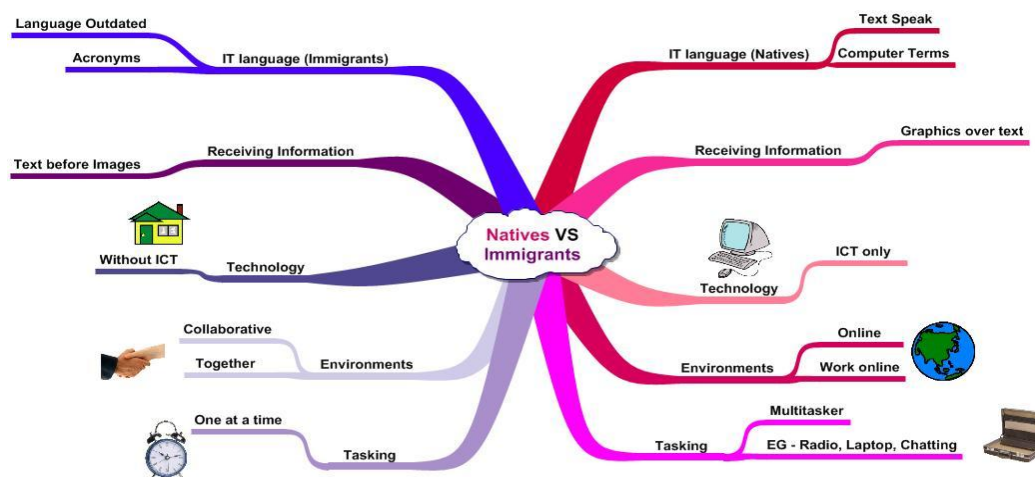 Natives VS
Immigrants
IT language (Immigrants)
Language Outdated
Acronyms
Receiving Information
Text before Images
Technology
Without ICT
Environments
Collaborative
Together
Tasking
One at a time
IT language (Natives)
Text Speak
Computer Terms
Receiving Information
Graphics over text
Technology
ICT only
Environments
Online
Work online
Tasking
Multitasker
EG - Radio, Laptop, Chatting